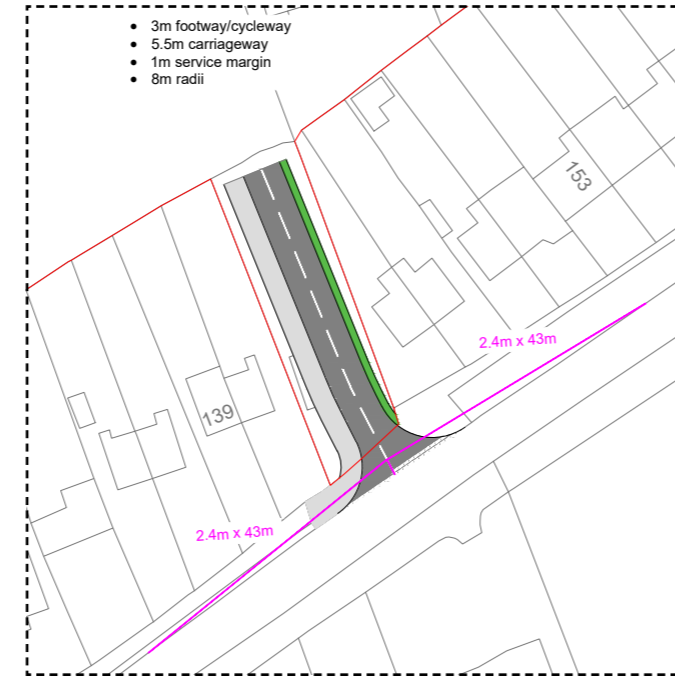 • 3m footway/cycleway
• 5.5m carriageway
• 1m service margin
• 8m radii
153
2.4m x 43m
139
2.4m x 43m